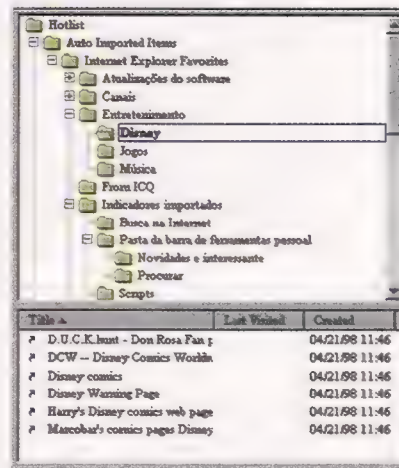 Hotlist
Auto Imported Items
Internet Explorer Favorites
Atualizações do software
Canais
Entretenimento
Disney
Jogos
Música
From ICQ
Indicadores importados
Busca na Internet
Pasta da barra de ferramentas pessoal
Novidades e interessante
Procurar
Scripts
Title Last Visited Created
D.U.C.K.hunt - Don Rosa Fan p 04/21/98 11:46
DCW -- Disney Comics Worldw 04/21/98 11:46
Disney comics 04/21/98 11:46
Disney Warning Page 04/21/98 11:46
Harry's Disney comics web page 04/21/98 11:46
Marcobar's comics pages Disney 04/21/98 11:46